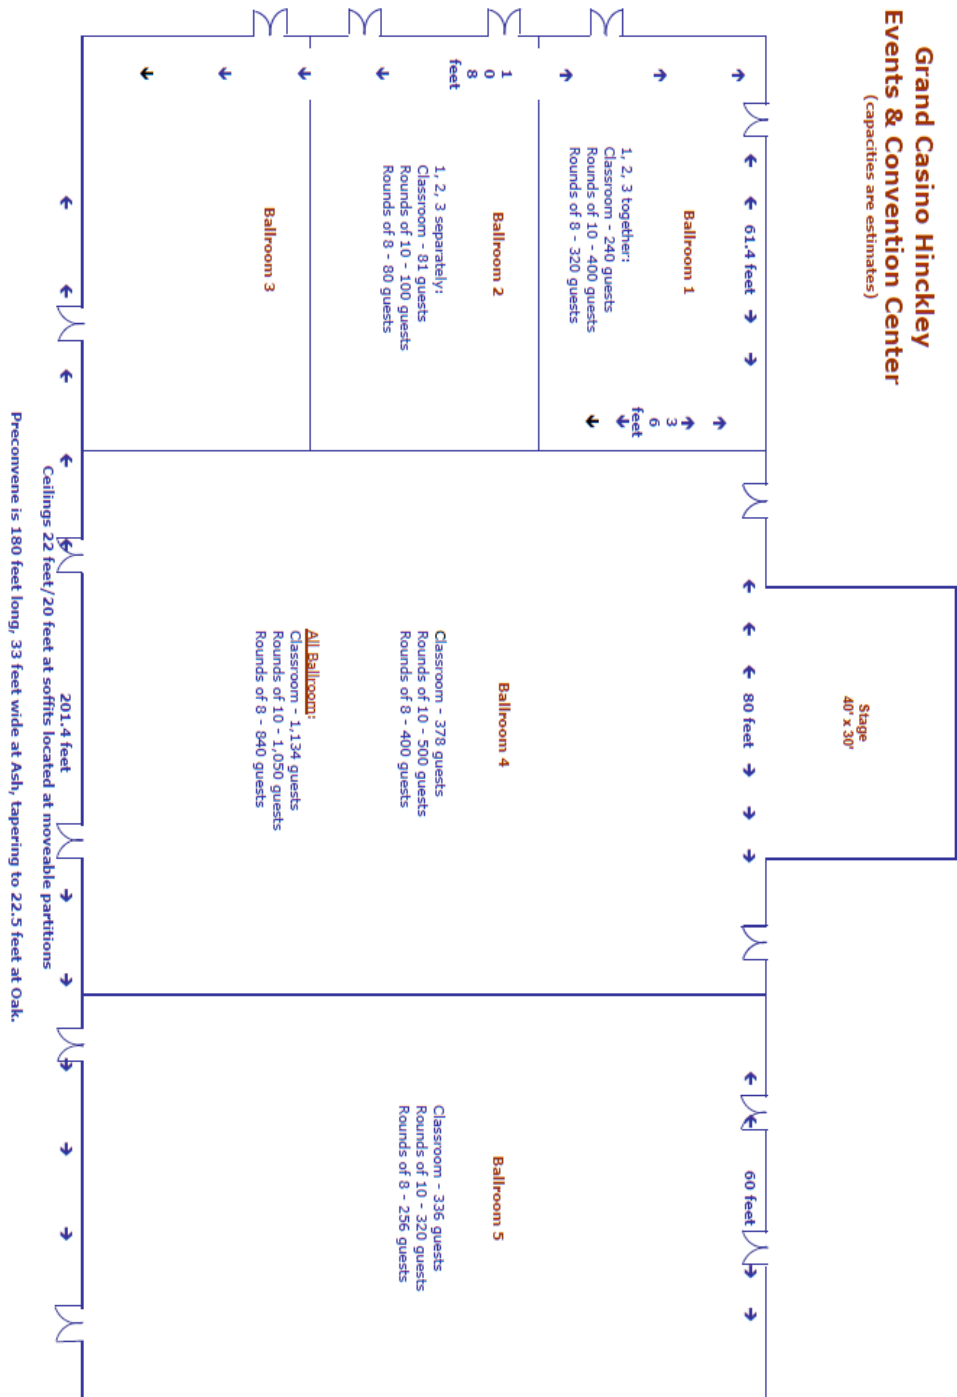 Grand Casino Hinckley
Events & Convention Center
(capacities are estimates)
Stage
40' x 30'
61.4 feet
80 feet
60 feet
Ballroom 1
1, 2, 3 together:
Classroom - 240 guests
Rounds of 10 - 400 guests
Rounds of 8 - 320 guests
36
feet
108
feet
Ballroom 2
1, 2, 3 separately:
Classroom - 81 guests
Rounds of 10 - 100 guests
Rounds of 8 - 80 guests
Ballroom 3
Ballroom 4
Classroom - 378 guests
Rounds of 10 - 500 guests
Rounds of 8 - 400 guests
All Ballroom:
Classroom - 1,134 guests
Rounds of 10 - 1,050 guests
Rounds of 8 - 840 guests
Ballroom 5
Classroom - 336 guests
Rounds of 10 - 320 guests
Rounds of 8 - 256 guests
201.4 feet
Ceilings 22 feet/20 feet at soffits located at moveable partitions
Preconvene is 180 feet long, 33 feet wide at Ash, tapering to 22.5 feet at Oak.